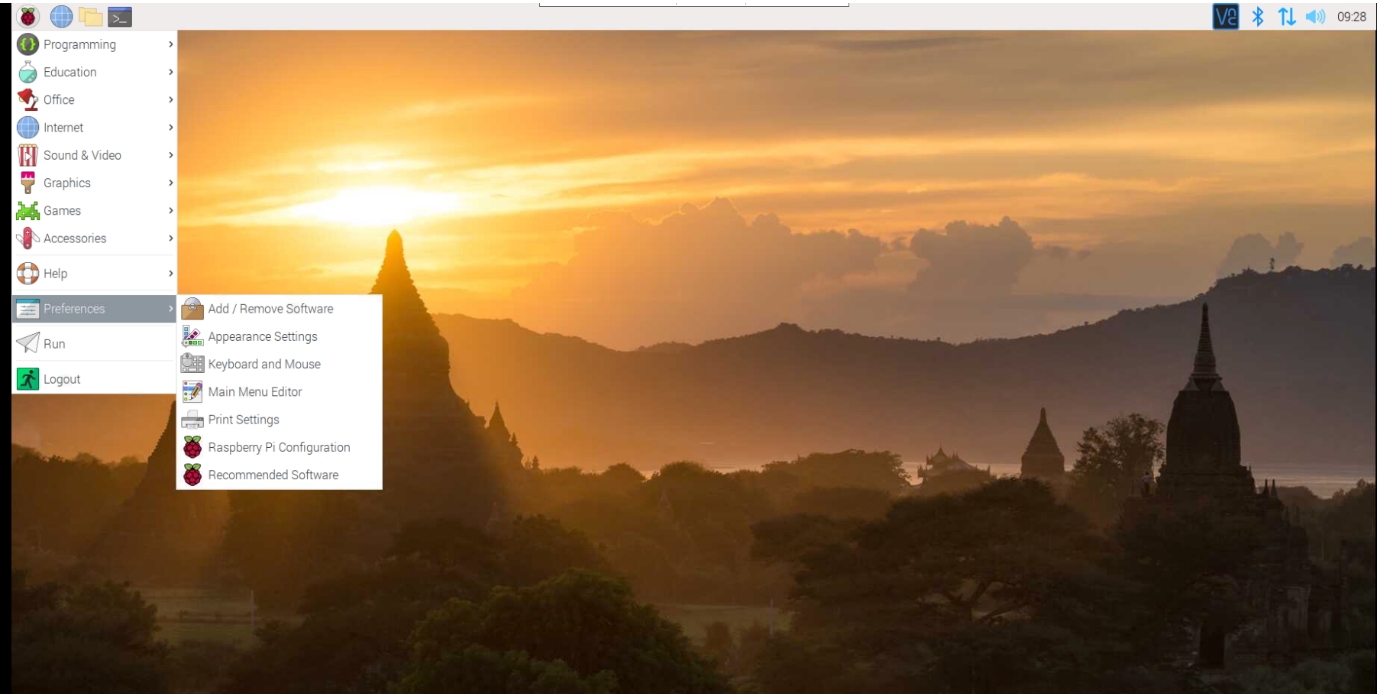 09:28
Programming
Education
Office
Internet
Sound & Video
Graphics
Games
Accessories
Help
Preferences
Run
Logout
Add / Remove Software
Appearance Settings
Keyboard and Mouse
Main Menu Editor
Print Settings
Raspberry Pi Configuration
Recommended Software